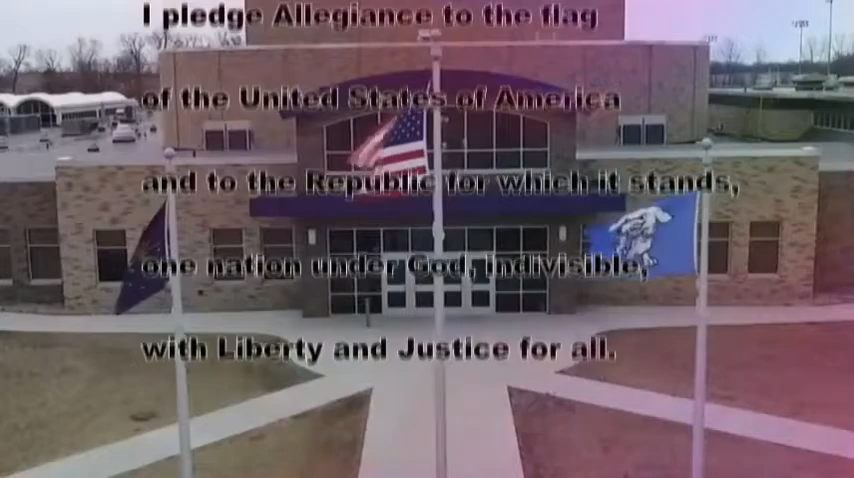 I pledge Allegiance to the flag
of the United States of America
and to the Republic for which it stands,
one nation under God, indivisible,
with Liberty and Justice for all.